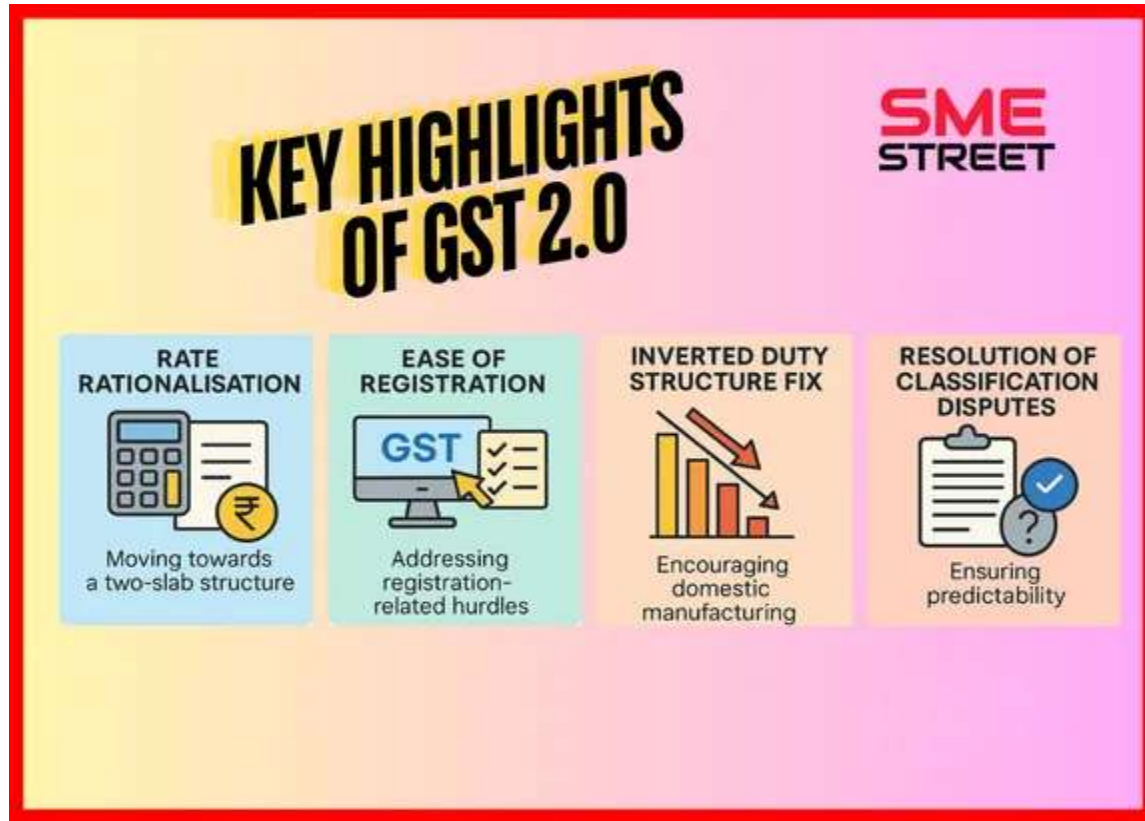 KEY HIGHLIGHTS
OF GST 2.0
SME
STREET
RATE
RATIONALISATION
₹
Moving towards
a two-slab structure
EASE OF
REGISTRATION
GST
Addressing
registration-
related hurdles
INVERTED DUTY
STRUCTURE FIX
Encouraging
domestic
manufacturing
RESOLUTION OF
CLASSIFICATION
DISPUTES
?
Ensuring
predictability